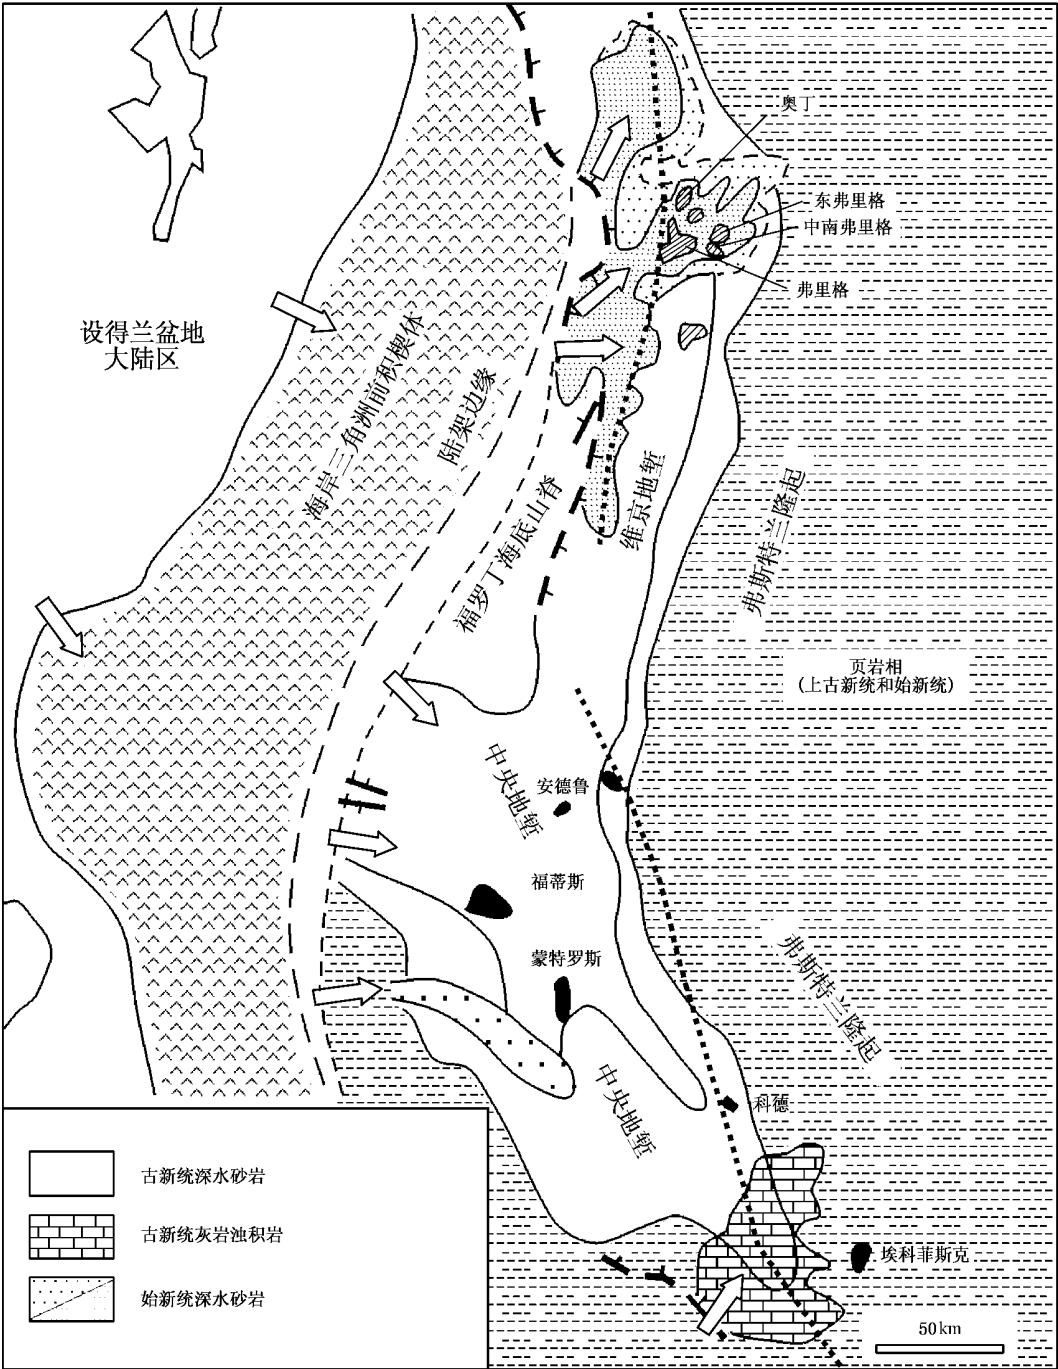 奥丁
东弗里格
中南弗里格
弗里格
设得兰盆地
大陆区
海岸三角洲前积楔体
陆架边缘
福罗丁海底山脊
维京地堑
弗斯特兰隆起
页岩相
(上古新统和始新统)
中央地堑
安德鲁
福蒂斯
蒙特罗斯
弗斯特兰隆起
中央地堑
科德
埃科菲斯克
古新统深水砂岩
古新统灰岩浊积岩
始新统深水砂岩
50km